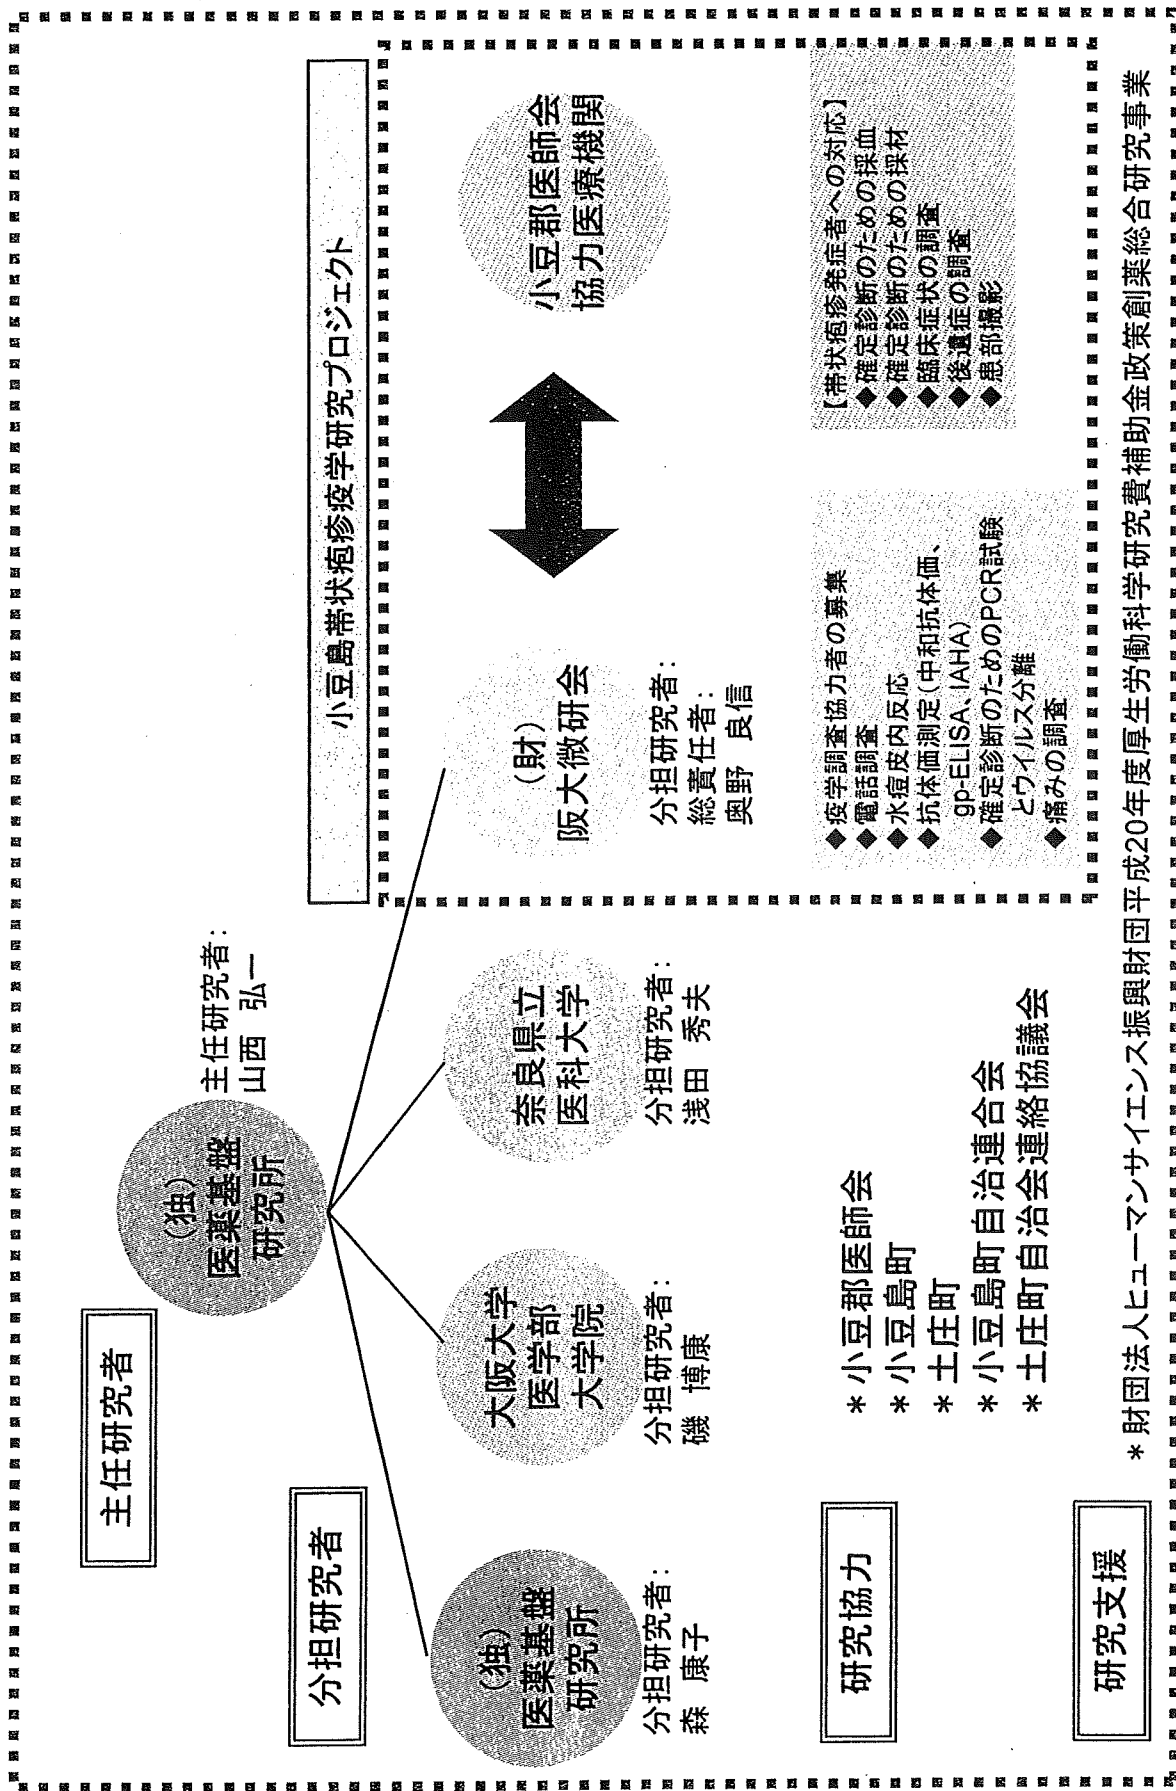 主任研究者
(独)
医薬基盤
研究所
主任研究者:
山西 弘一
分担研究者
小豆島帯状疱疹疫学研究プロジェクト
(独)
医薬基盤
研究所
分担研究者:
森 康子
大阪大学
医学部
大学院
分担研究者:
磯 博康
奈良県立
医科大学
分担研究者:
浅田 秀夫
(財)
阪大微研会
分担研究者:
総責任者:
奥野 良信
小豆郡医師会
協力医療機関
◆疫学調査協力者の募集
◆電話調査
◆水痘皮内反応
◆抗体価測定(中和抗体価、
gp-ELISA、IAHA)
◆確定診断のためのPCR試験
とウイルス分離
◆痛みの調査
【帯状疱疹発症者への対応】
◆確定診断のための採血
◆確定診断のための採材
◆臨床症状の調査
◆後遺症の調査
◆患部撮影
研究協力
＊小豆郡医師会
＊小豆島町
＊土庄町
＊小豆島町自治連合会
＊土庄町自治会連絡協議会
研究支援
＊財団法人ヒューマンサイエンス振興財団平成20年度厚生労働科学研究費補助金政策創薬総合研究事業